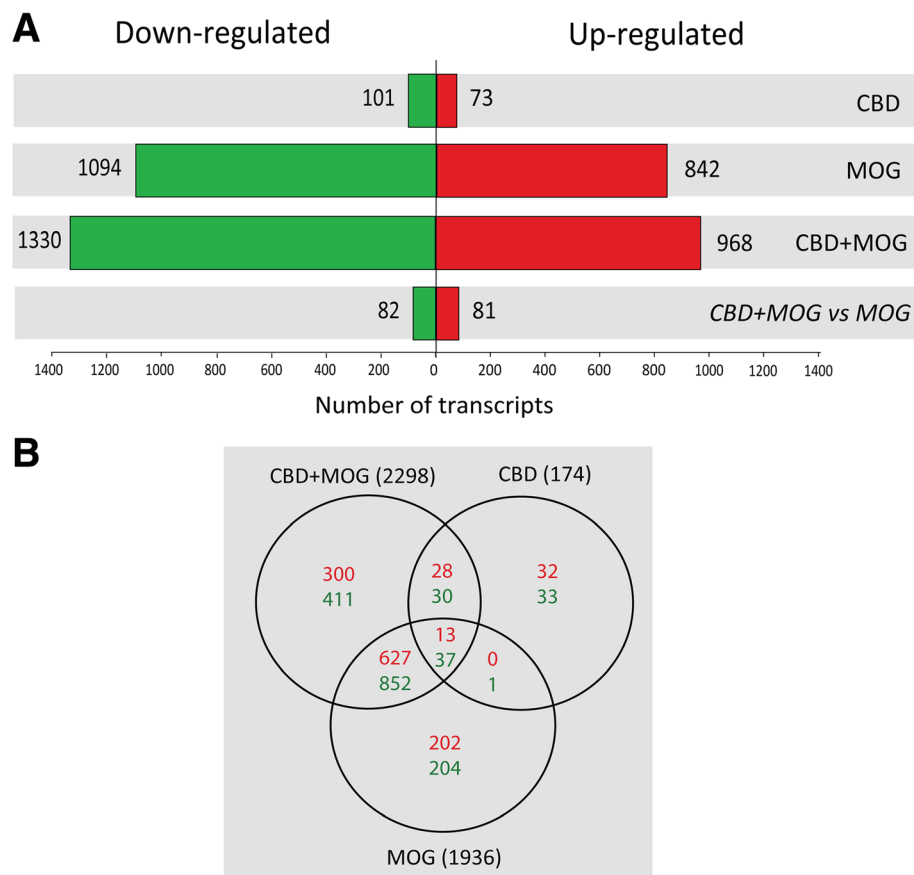 A
Down-regulated Up-regulated
101 73 CBD
1094 842 MOG
1330 968 CBD+MOG
82 81 CBD+MOG vs MOG
1400 1200 1000 800 600 400 200 0 200 400 600 800 1000 1200 1400
Number of transcripts
B
CBD+MOG (2298) CBD (174)
300 28 32
411 30 33
13
37
627 0
852 1
202
204
MOG (1936)